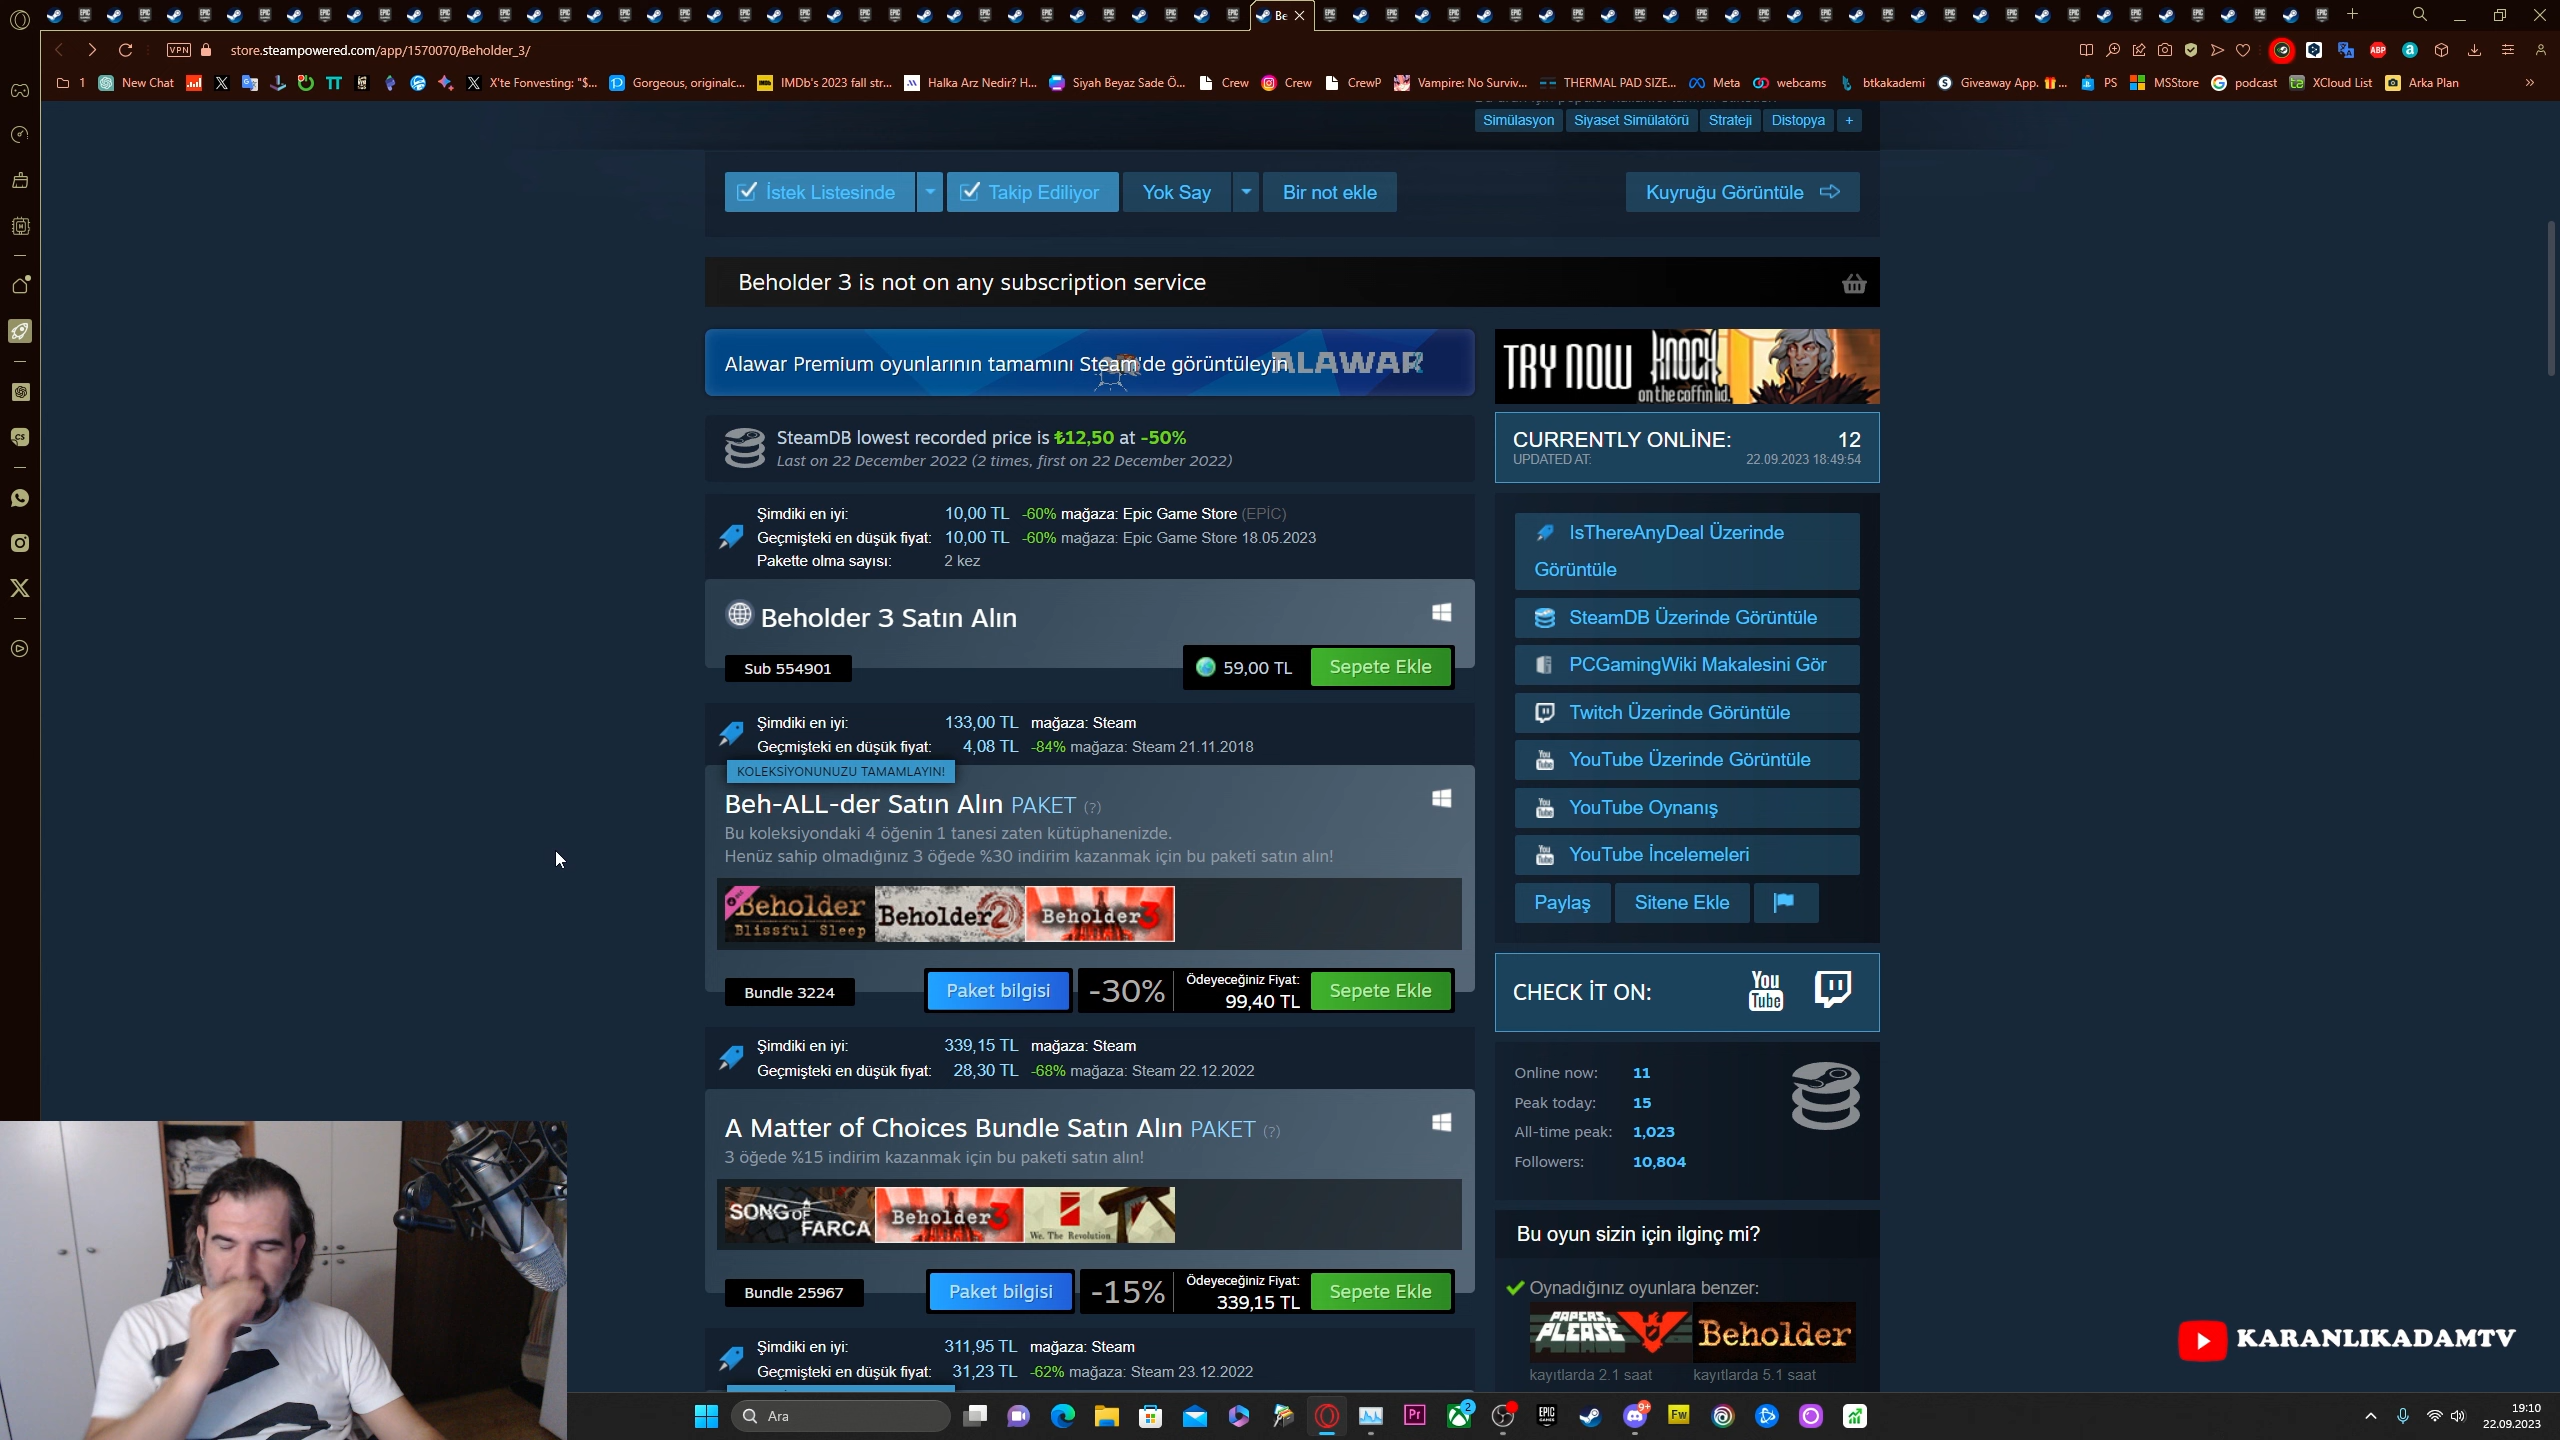 Be
VPN
store.steampowered.com/app/1570070/Beholder_3/
1
New Chat
X'te Fonvesting: "$...
Gorgeous, originalc...
IMDb's 2023 fall str...
Halka Arz Nedir? H...
Siyah Beyaz Sade Ö...
Crew
Crew
CrewP
Vampire: No Surviv...
THERMAL PAD SIZE...
Meta
webcams
btkakademi
Giveaway App.
PS
MSStore
podcast
XCloud List
Arka Plan
Simülasyon
Siyaset Simülatörü
Strateji
Distopya
+
İstek Listesinde
Takip Ediliyor
Yok Say
Bir not ekle
Kuyruğu Görüntüle
Beholder 3 is not on any subscription service
Alawar Premium oyunlarının tamamını Steam'de görüntüleyin
ALAWAR
SteamDB lowest recorded price is ₺12,50 at -50%
Last on 22 December 2022 (2 times, first on 22 December 2022)
Şimdiki en iyi: 10,00 TL -60% mağaza: Epic Game Store (EPİC)
Geçmişteki en düşük fiyat: 10,00 TL -60% mağaza: Epic Game Store 18.05.2023
Pakette olma sayısı: 2 kez
Beholder 3 Satın Alın
Sub 554901
59,00 TL
Sepete Ekle
Şimdiki en iyi: 133,00 TL mağaza: Steam
Geçmişteki en düşük fiyat: 4,08 TL -84% mağaza: Steam 21.11.2018
KOLEKSİYONUNUZU TAMAMLAYIN!
Beh-ALL-der Satın Alın PAKET (?)
Bu koleksiyondaki 4 öğenin 1 tanesi zaten kütüphanenizde.
Henüz sahip olmadığınız 3 öğede %30 indirim kazanmak için bu paketi satın alın!
Beholder
Blissful Sleep
Beholder 2
Beholder 3
Bundle 3224
Paket bilgisi
-30%
Ödeyeceğiniz Fiyat:
99,40 TL
Sepete Ekle
Şimdiki en iyi: 339,15 TL mağaza: Steam
Geçmişteki en düşük fiyat: 28,30 TL -68% mağaza: Steam 22.12.2022
A Matter of Choices Bundle Satın Alın PAKET (?)
3 öğede %15 indirim kazanmak için bu paketi satın alın!
SONG OF
FARCA
Beholder 3
We. The Revolution
Bundle 25967
Paket bilgisi
-15%
Ödeyeceğiniz Fiyat:
339,15 TL
Sepete Ekle
Şimdiki en iyi: 311,95 TL mağaza: Steam
Geçmişteki en düşük fiyat: 31,23 TL -62% mağaza: Steam 23.12.2022
TRY NOW
KNOCK
on the coffin lid.
CURRENTLY ONLİNE: 12
UPDATED AT: 22.09.2023 18:49:54
IsThereAnyDeal Üzerinde
Görüntüle
SteamDB Üzerinde Görüntüle
PCGamingWiki Makalesini Gör
Twitch Üzerinde Görüntüle
YouTube Üzerinde Görüntüle
YouTube Oynanış
YouTube İncelemeleri
Paylaş
Sitene Ekle
CHECK İT ON:
You
Tube
Online now: 11
Peak today: 15
All-time peak: 1,023
Followers: 10,804
Bu oyun sizin için ilginç mi?
Oynadığınız oyunlara benzer:
PAPERS,
PLEASE
Beholder
kayıtlarda 2.1 saat
kayıtlarda 5.1 saat
KARANLIKADAMTV
Ara
Pr
2
EPIC
GAMES
9+
Fw
19:10
22.09.2023